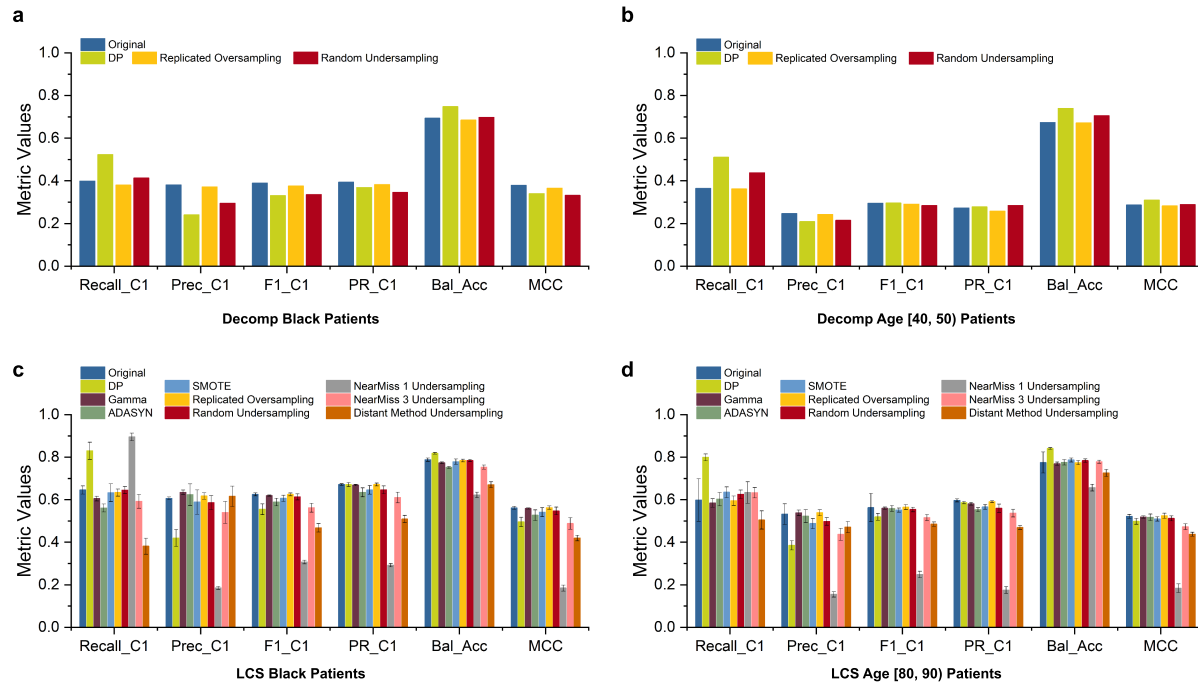 a
Original
DP
Replicated Oversampling
Random Undersampling
Metric Values
1.0
0.8
0.6
0.4
0.2
0.0
Recall_C1
Prec_C1
F1_C1
PR_C1
Bal_Acc
MCC
Decomp Black Patients
b
Original
DP
Replicated Oversampling
Random Undersampling
Metric Values
1.0
0.8
0.6
0.4
0.2
0.0
Recall_C1
Prec_C1
F1_C1
PR_C1
Bal_Acc
MCC
Decomp Age [40, 50) Patients
c
Original
DP
Gamma
ADASYN
SMOTE
Replicated Oversampling
Random Undersampling
NearMiss 1 Undersampling
NearMiss 3 Undersampling
Distant Method Undersampling
Metric Values
1.0
0.8
0.6
0.4
0.2
0.0
Recall_C1
Prec_C1
F1_C1
PR_C1
Bal_Acc
MCC
LCS Black Patients
d
Original
DP
Gamma
ADASYN
SMOTE
Replicated Oversampling
Random Undersampling
NearMiss 1 Undersampling
NearMiss 3 Undersampling
Distant Method Undersampling
Metric Values
1.0
0.8
0.6
0.4
0.2
0.0
Recall_C1
Prec_C1
F1_C1
PR_C1
Bal_Acc
MCC
LCS Age [80, 90) Patients